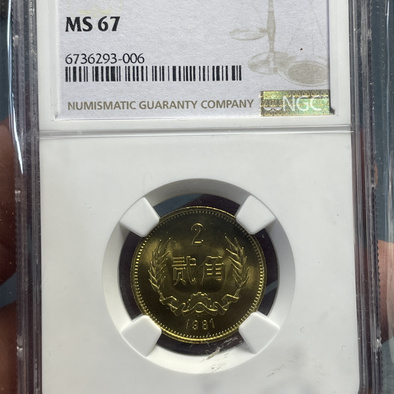 MS 67
6736293-006
NUMISMATIC GUARANTY COMPANY
NGC
2
贰角
1981